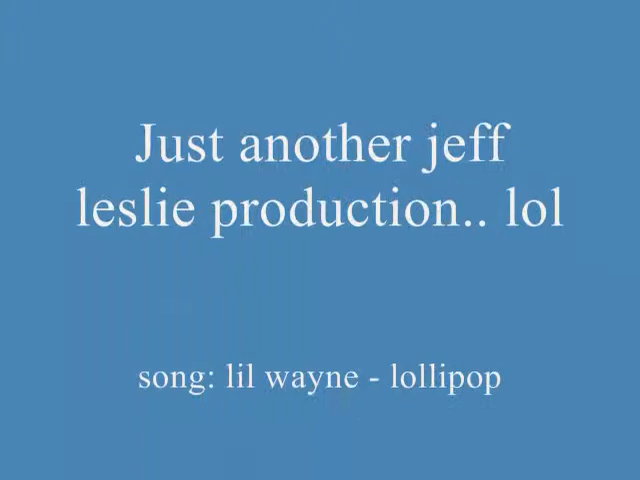 Just another jeff
leslie production.. lol
song: lil wayne - lollipop